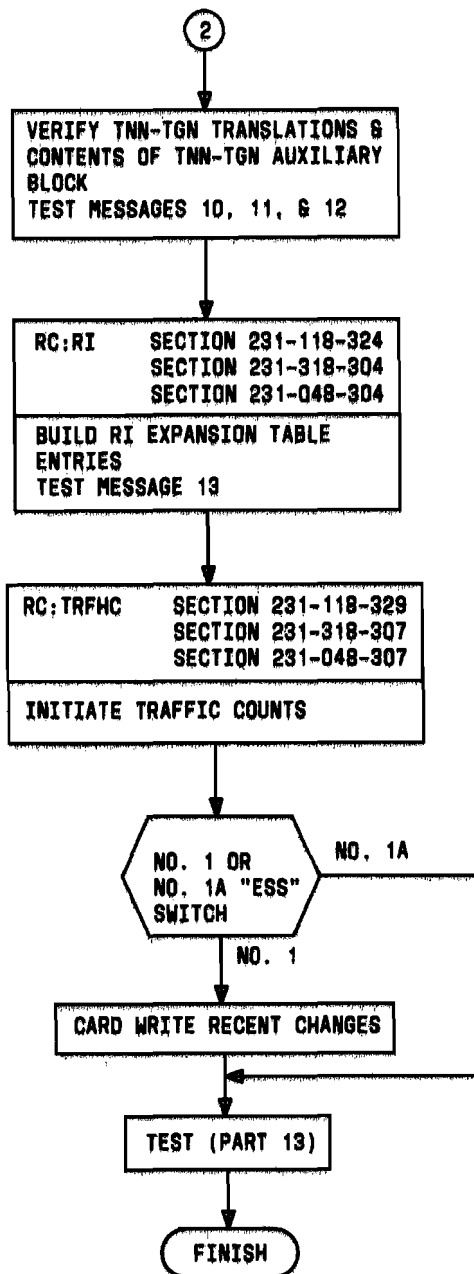 2
VERIFY TNN-TGN TRANSLATIONS &
CONTENTS OF TNN-TGN AUXILIARY
BLOCK
TEST MESSAGES 10, 11, & 12
RC:RI SECTION 231-118-324
SECTION 231-318-304
SECTION 231-048-304
BUILD RI EXPANSION TABLE
ENTRIES
TEST MESSAGE 13
RC:TRFHC SECTION 231-118-329
SECTION 231-318-307
SECTION 231-048-307
INITIATE TRAFFIC COUNTS
NO. 1 OR
NO. 1A "ESS"
SWITCH
NO. 1A
NO. 1
CARD WRITE RECENT CHANGES
TEST (PART 13)
FINISH